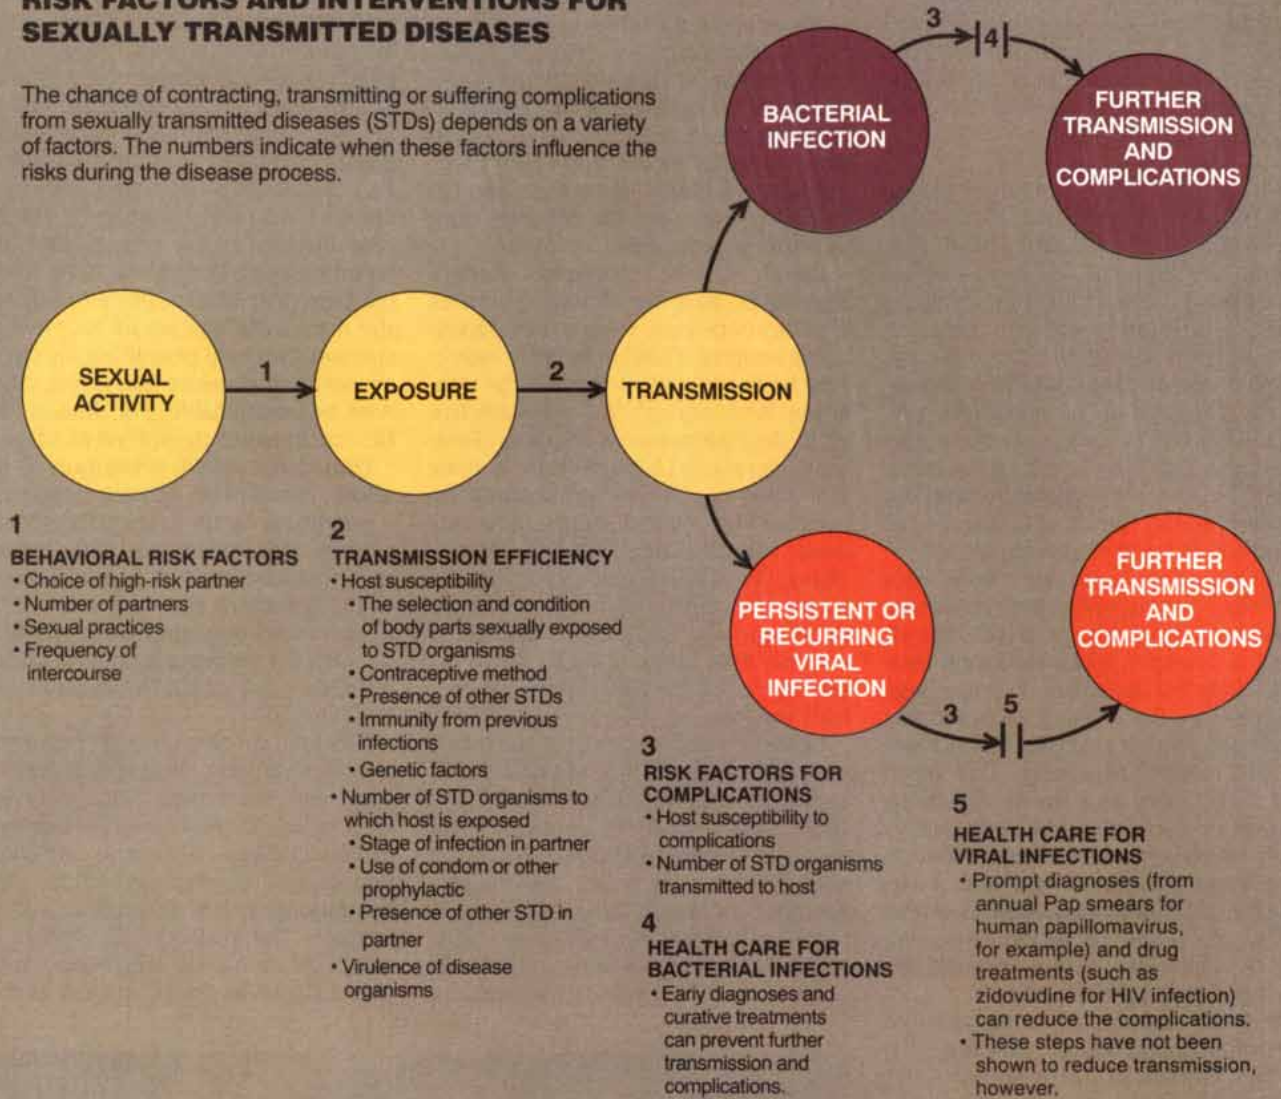 RISK FACTORS AND INTERVENTIONS FOR
SEXUALLY TRANSMITTED DISEASES
The chance of contracting, transmitting or suffering complications
from sexually transmitted diseases (STDs) depends on a variety
of factors. The numbers indicate when these factors influence the
risks during the disease process.
3
4
BACTERIAL
INFECTION
FURTHER
TRANSMISSION
AND
COMPLICATIONS
SEXUAL
ACTIVITY
1
EXPOSURE
2
TRANSMISSION
PERSISTENT OR
RECURRING
VIRAL
INFECTION
3
5
FURTHER
TRANSMISSION
AND
COMPLICATIONS
1
BEHAVIORAL RISK FACTORS
• Choice of high-risk partner
• Number of partners
• Sexual practices
• Frequency of
intercourse
2
TRANSMISSION EFFICIENCY
• Host susceptibility
• The selection and condition
of body parts sexually exposed
to STD organisms
• Contraceptive method
• Presence of other STDs
• Immunity from previous
infections
• Genetic factors
• Number of STD organisms to
which host is exposed
• Stage of infection in partner
• Use of condom or other
prophylactic
• Presence of other STD in
partner
• Virulence of disease
organisms
3
RISK FACTORS FOR
COMPLICATIONS
• Host susceptibility to
complications
• Number of STD organisms
transmitted to host
4
HEALTH CARE FOR
BACTERIAL INFECTIONS
• Early diagnoses and
curative treatments
can prevent further
transmission and
complications.
5
HEALTH CARE FOR
VIRAL INFECTIONS
• Prompt diagnoses (from
annual Pap smears for
human papillomavirus,
for example) and drug
treatments (such as
zidovudine for HIV infection)
can reduce the complications.
• These steps have not been
shown to reduce transmission,
however.